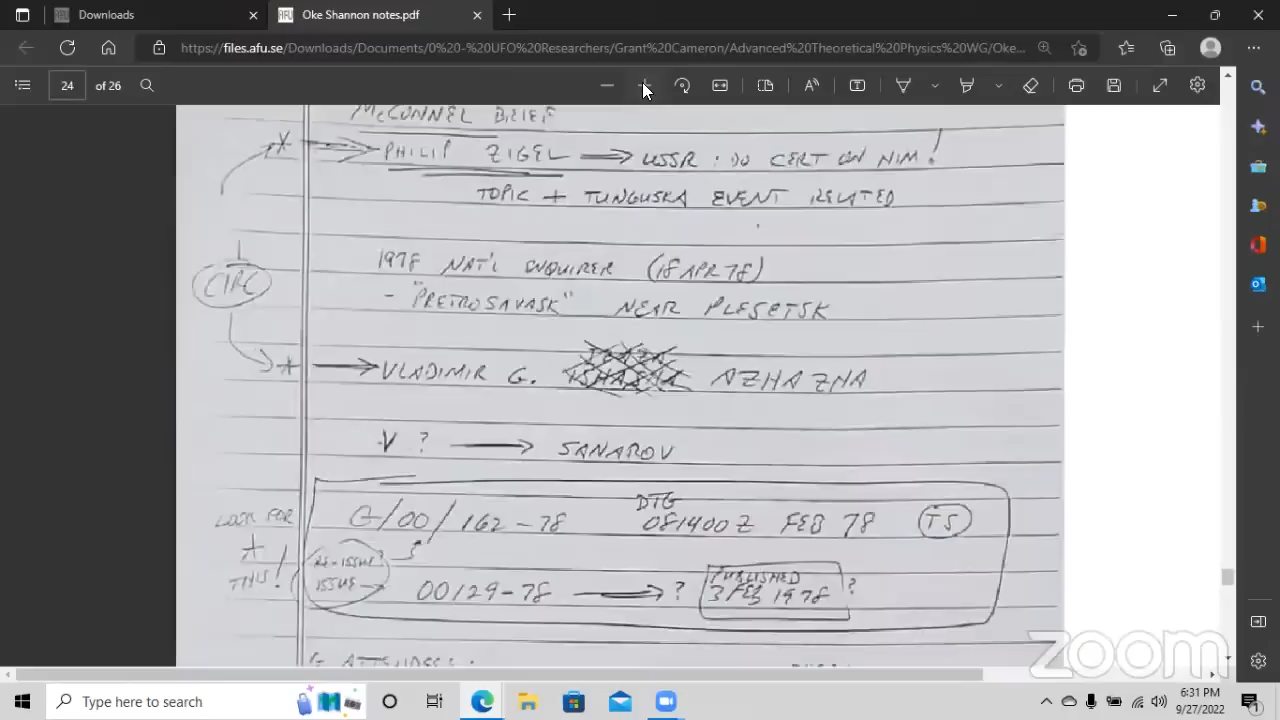 Downloads
Oke Shannon notes.pdf
https://files.afu.se/Downloads/Documents/0%20-%20UFO%20Researchers/Grant%20Cameron/Advanced%20Theoretical%20Physics%20WG/Oke...
24 of 26
McCONNEL BRIEF
* PHILIP ZIGEL → USSR : DO CERT ON HIM !
TOPIC + TUNGUSKA EVENT RELATED
1978 NAT'L ENQUIRER (18 APR 78)
- "PRETROSAVASK" NEAR PLESETSK
CIRC
* → VLADIMIR G. AZHAZNA
V ? → SANAROV
LOOK FOR * THIS!
DTG
G/00/162-78 081400Z FEB 78 TS
RE-ISSUE?
ISSUE
00129-78 → ? PUBLISHED 3 FEB 1978 ?
zoom
Type here to search
6:31 PM
9/27/2022
1